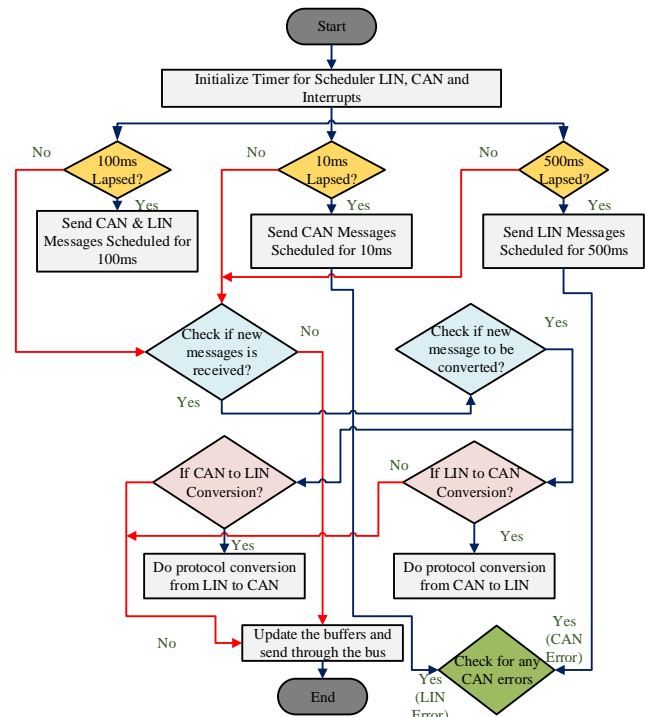 Start
Initialize Timer for Scheduler LIN, CAN and
Interrupts
No
100ms
Lapsed?
Yes
No
10ms
Lapsed?
Yes
No
500ms
Lapsed?
Yes
Send CAN & LIN
Messages Scheduled for
100ms
Send CAN Messages
Scheduled for 10ms
Send LIN Messages
Scheduled for 500ms
Check if new
messages is
received?
No
Yes
Check if new
message to be
converted?
Yes
If CAN to LIN
Conversion?
Yes
No
If LIN to CAN
Conversion?
Yes
Do protocol conversion
from LIN to CAN
Do protocol conversion
from CAN to LIN
No
Update the buffers and
send through the bus
Yes
(LIN
Error)
Check for any
CAN errors
Yes
(CAN
Error)
End